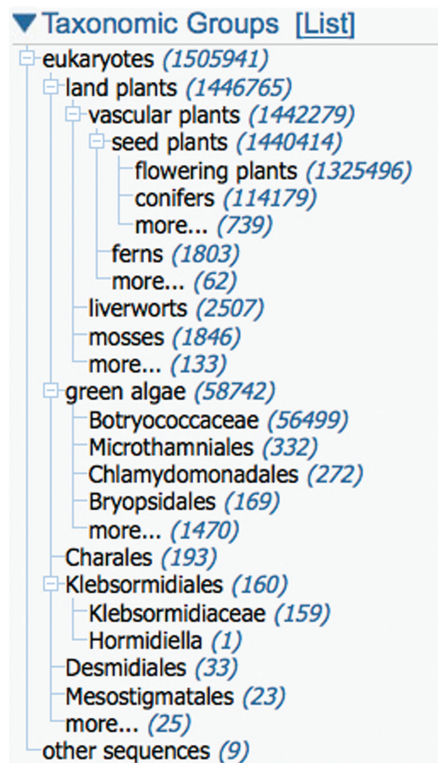 Taxonomic Groups [List]
eukaryotes (1505941)
land plants (1446765)
vascular plants (1442279)
seed plants (1440414)
flowering plants (1325496)
conifers (114179)
more... (739)
ferns (1803)
more... (62)
liverworts (2507)
mosses (1846)
more... (133)
green algae (58742)
Botryococcaceae (56499)
Microthamniales (332)
Chlamydomonadales (272)
Bryopsidales (169)
more... (1470)
Charales (193)
Klebsormidiales (160)
Klebsormidiaceae (159)
Hormidiella (1)
Desmidiales (33)
Mesostigmatales (23)
more... (25)
other sequences (9)